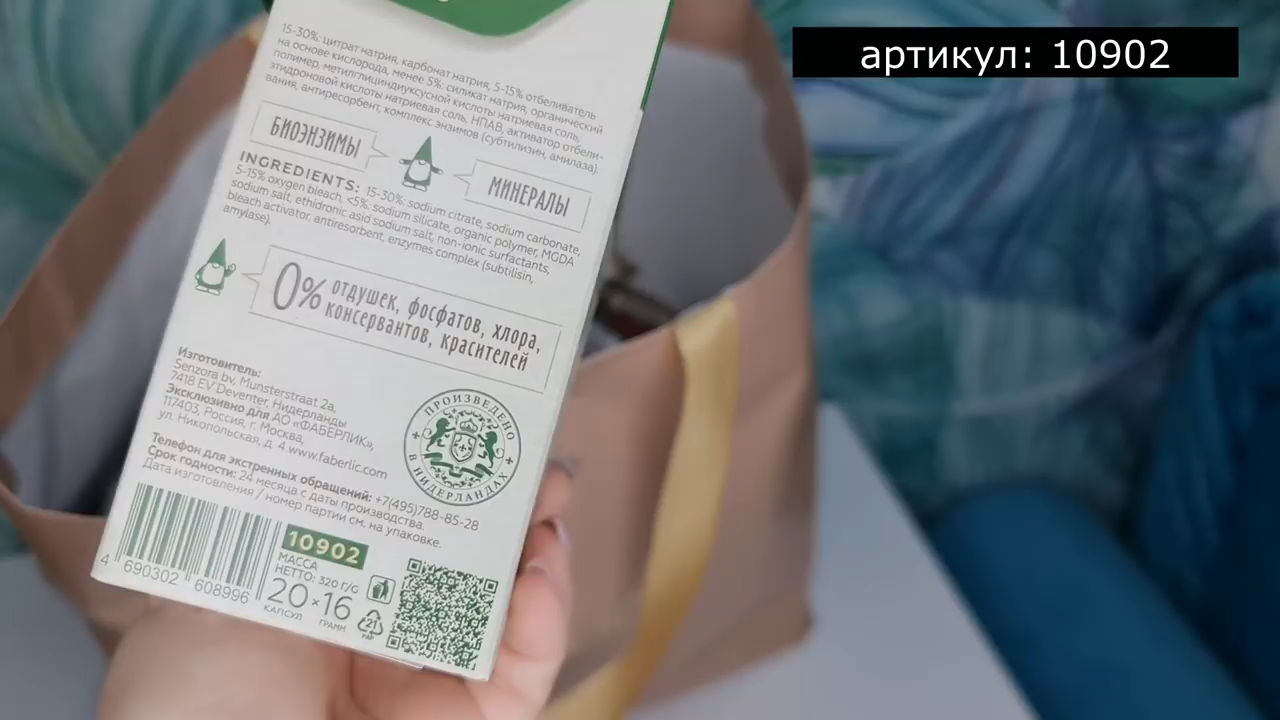 артикул: 10902
15-30%: цитрат натрия, карбонат натрия, 5-15% отбеливатель
на основе кислорода, менее 5%: силикат натрия, органический
полимер, метилглициндиуксусной кислоты натриевая соль,
этидроновой кислоты натриевая соль, НПАВ, активатор отбели-
вания, антиресорбент, комплекс энзимов (субтилизин, амилаза).
БИОЭНЗИМЫ
МИНЕРАЛЫ
INGREDIENTS: 15-30%: sodium citrate, sodium carbonate,
5-15% oxygen bleach, <5%: sodium silicate, organic polymer, MGDA
sodium salt, ethidronic asid sodium salt, non-ionic surfactants,
bleach activator, antiresorbent, enzymes complex (subtilisin,
amylase).
0% отдушек, фосфатов, хлора,
консервантов, красителей
Изготовитель:
Senzora bv, Munsterstraat 2a,
7418 EV Deventer, Нидерланды
Эксклюзивно для АО «ФАБЕРЛИК»,
117403, Россия, г. Москва,
ул. Никопольская, д. 4 www.faberlic.com
ПРОИЗВЕДЕНО
В НИДЕРЛАНДАХ
Телефон для экстренных обращений: +7(495)788-85-28
Срок годности: 24 месяца с даты производства.
Дата изготовления / номер партии см. на упаковке.
10902
МАССА
НЕТТО: 320 Г/G
20 × 16
КАПСУЛ ГРАММ
21
PAP
4 690302 608996